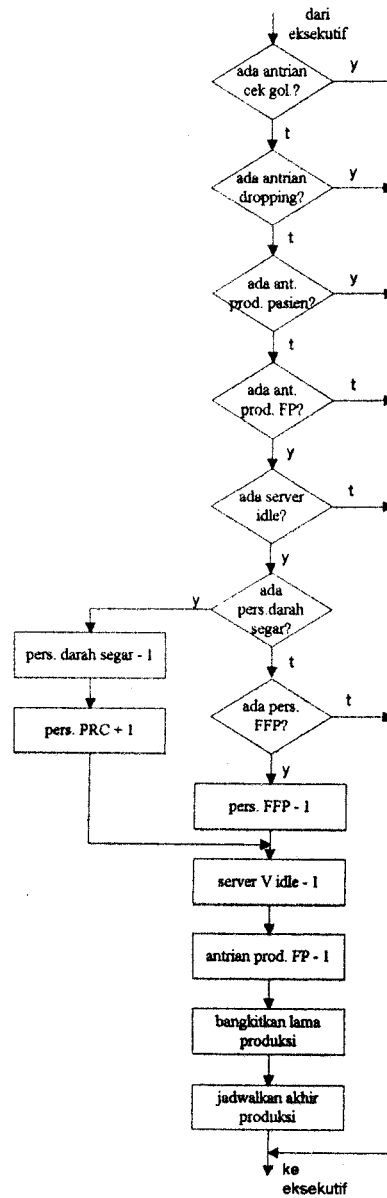 dari
eksekutif
ada antrian
cek gol.?
y
t
ada antrian
dropping?
y
t
ada ant.
prod. pasien?
y
t
ada ant.
prod. FP?
t
y
ada server
idle?
t
y
ada
pers.darah
segar?
y
t
pers. darah segar - 1
pers. PRC + 1
ada pers.
FFP?
t
y
pers. FFP - 1
server V idle - 1
antrian prod. FP - 1
bangkitkan lama
produksi
jadwalkan akhir
produksi
ke
eksekutif